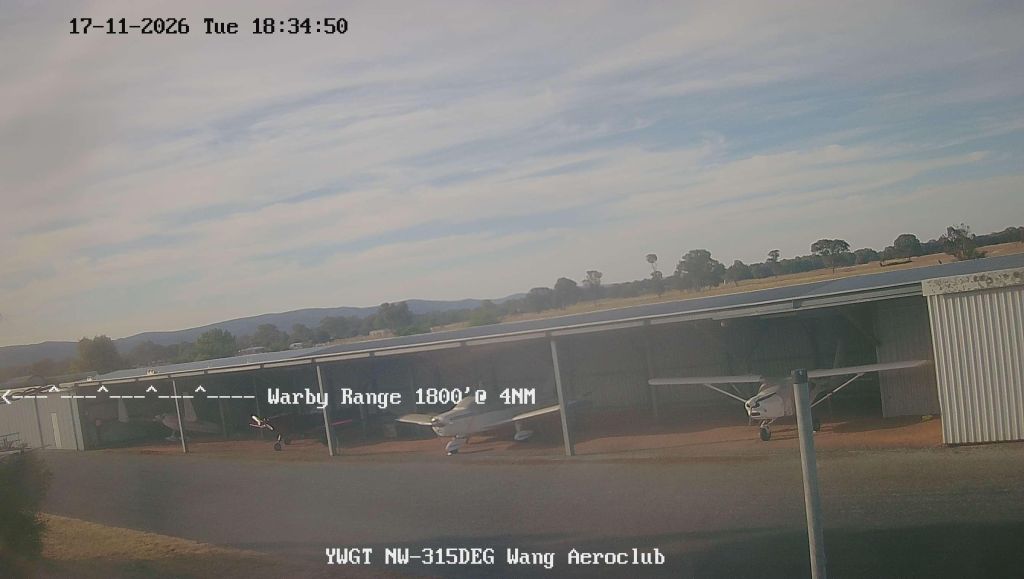 17-11-2026 Tue 18:34:50
<----^---^---^---^---- Warby Range 1800'@ 4NM
YWGT NW-315DEG Wang Aeroclub